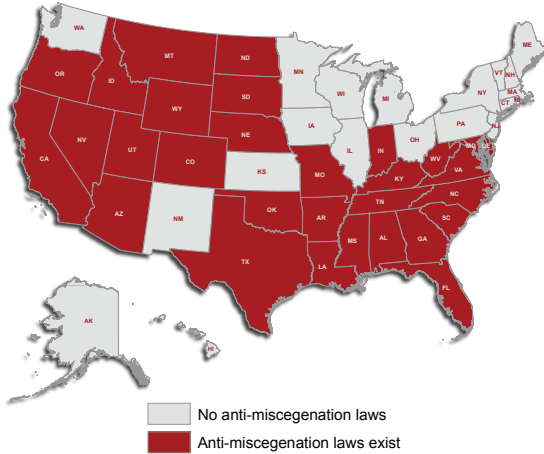 WA
ME
MT
ND
VT
NH
MN
OR
ID
WI
NY
MA
SD
MI
CT
RI
WY
IA
PA
NE
NJ
NV
IL
IN
OH
UT
MD
DE
CO
WV
CA
KS
MO
VA
KY
NC
TN
OK
AZ
NM
AR
SC
MS
AL
GA
TX
LA
FL
AK
HI
No anti-miscegenation laws
Anti-miscegenation laws exist